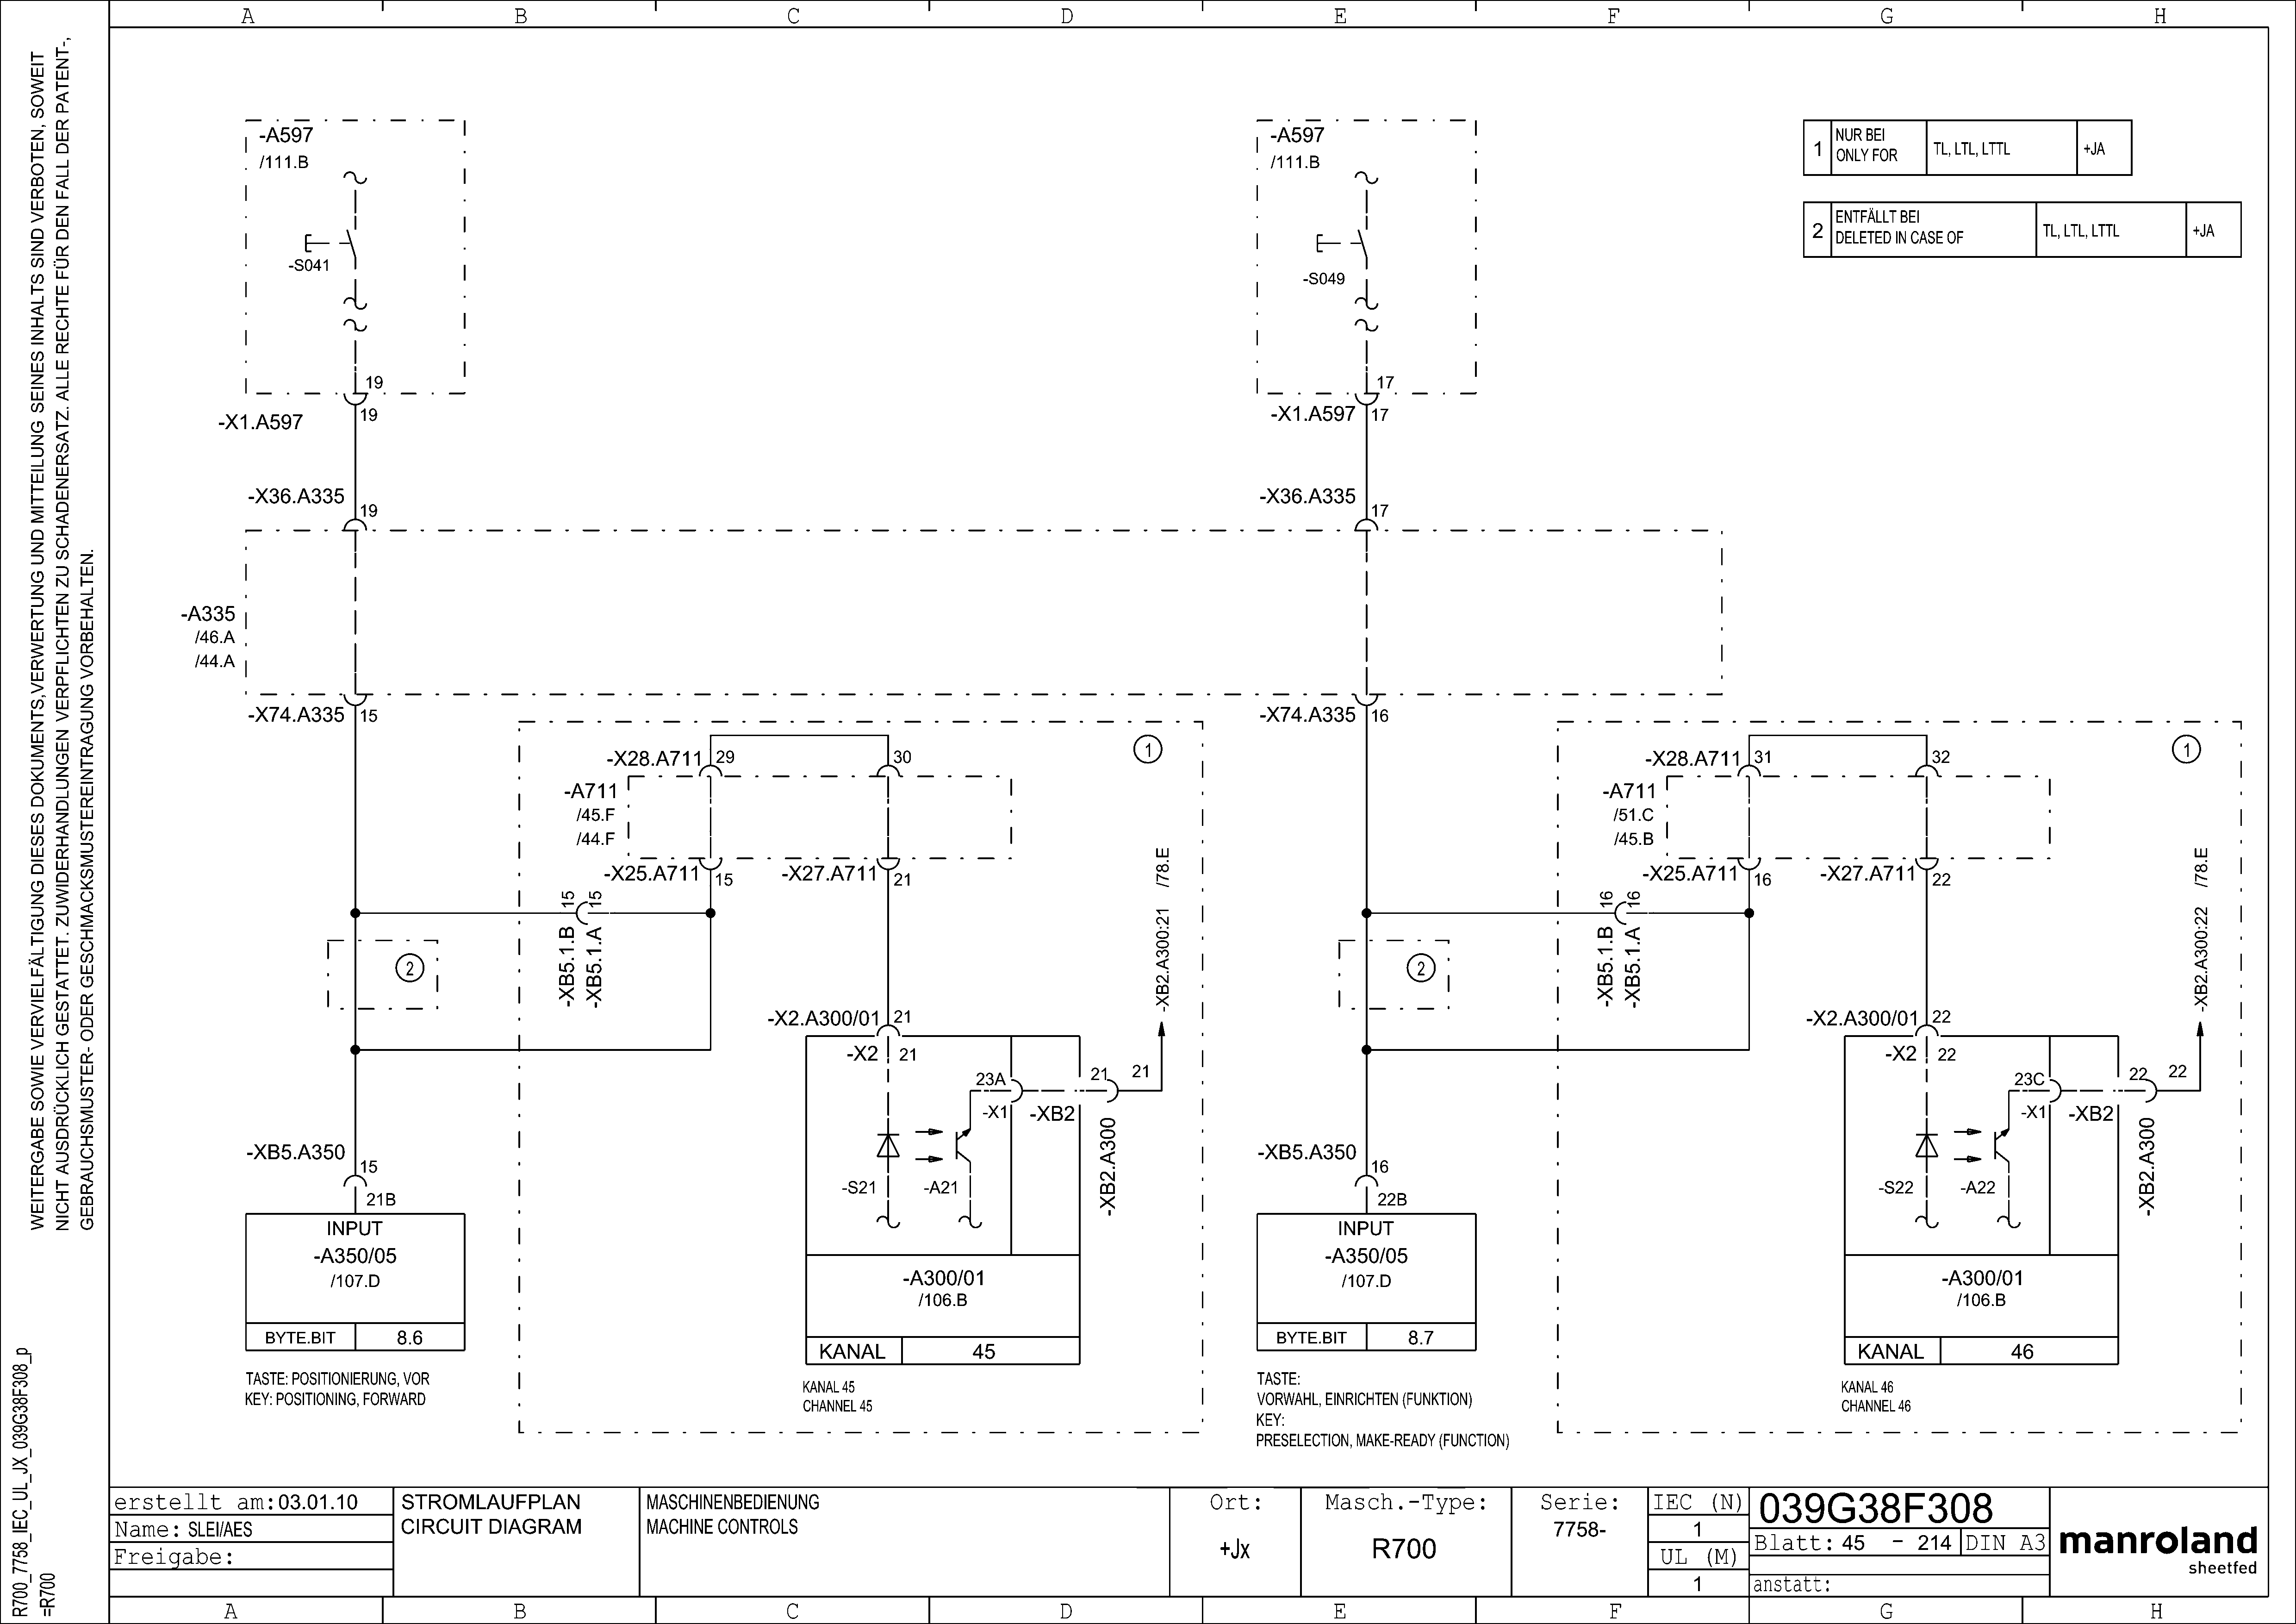 A B C D E F G H
WEITERGABE SOWIE VERVIELFÄLTIGUNG DIESES DOKUMENTS,VERWERTUNG UND MITTEILUNG SEINES INHALTS SIND VERBOTEN, SOWEIT
NICHT AUSDRÜCKLICH GESTATTET. ZUWIDERHANDLUNGEN VERPFLICHTEN ZU SCHADENERSATZ. ALLE RECHTE FÜR DEN FALL DER PATENT-,
GEBRAUCHSMUSTER- ODER GESCHMACKSMUSTEREINTRAGUNG VORBEHALTEN.
R700_7758_IEC_UL_JX_039G38F308_p
=R700
-A597
/111.B
-S041
19
19
-X1.A597
-X36.A335
19
-A335
/46.A
/44.A
-X74.A335
15
-X28.A711
29
30
1
-A711
/45.F
/44.F
-X25.A711
15
-X27.A711
21
15
15
-XB5.1.B
-XB5.1.A
2
-X2.A300/01
21
-X2
21
23A
-X1
-XB2
21
21
-XB2.A300
-XB2.A300:21 /78.E
-S21
-A21
-A300/01
/106.B
KANAL 45
KANAL 45
CHANNEL 45
-XB5.A350
15
21B
INPUT
-A350/05
/107.D
BYTE.BIT 8.6
TASTE: POSITIONIERUNG, VOR
KEY: POSITIONING, FORWARD
-A597
/111.B
-S049
17
-X1.A597
17
-X36.A335
17
-X74.A335
16
-X28.A711
31
32
1
-A711
/51.C
/45.B
-X25.A711
16
-X27.A711
22
16
16
-XB5.1.B
-XB5.1.A
2
-X2.A300/01
22
-X2
22
23C
-X1
-XB2
22
22
-XB2.A300
-XB2.A300:22 /78.E
-S22
-A22
-A300/01
/106.B
KANAL 46
KANAL 46
CHANNEL 46
-XB5.A350
16
22B
INPUT
-A350/05
/107.D
BYTE.BIT 8.7
TASTE:
VORWAHL, EINRICHTEN (FUNKTION)
KEY:
PRESELECTION, MAKE-READY (FUNCTION)
1 NUR BEI
ONLY FOR
TL, LTL, LTTL
+JA
2 ENTFÄLLT BEI
DELETED IN CASE OF
TL, LTL, LTTL
+JA
erstellt am: 03.01.10
Name: SLEI/AES
Freigabe:
STROMLAUFPLAN
CIRCUIT DIAGRAM
MASCHINENBEDIENUNG
MACHINE CONTROLS
Ort:
+Jx
Masch.-Type:
R700
Serie:
7758-
IEC (N)
1
UL (M)
1
039G38F308
Blatt: 45 - 214 DIN A3
anstatt:
manroland
sheetfed
A B C D E F G H